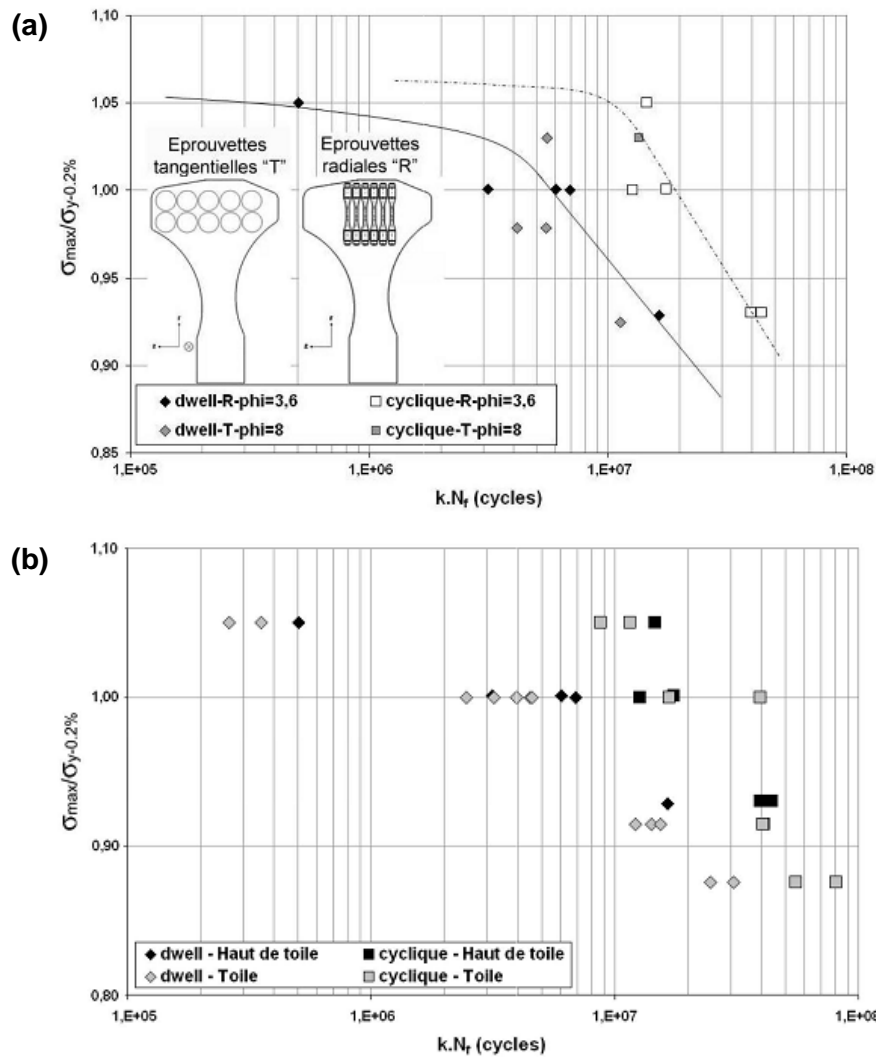 (a)
1,10
1,05
1,00
0,95
0,90
0,85
σmax/σy-0.2%
Eprouvettes
tangentielles “T”
Eprouvettes
radiales “R”
dwell-R-phi=3,6
cyclique-R-phi=3,6
dwell-T-phi=8
cyclique-T-phi=8
1,E+05
1,E+06
1,E+07
1,E+08
k.Nf (cycles)
(b)
1,10
1,00
0,90
0,80
σmax/σy-0.2%
dwell - Haut de toile
cyclique - Haut de toile
dwell - Toile
cyclique - Toile
1,E+05
1,E+06
1,E+07
1,E+08
k.Nf (cycles)